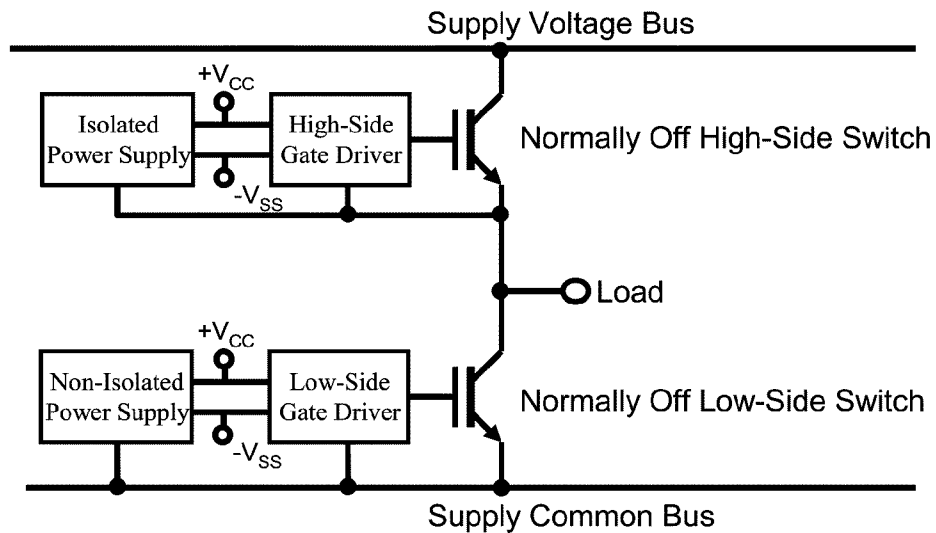 Supply Voltage Bus
+VCC
Isolated
Power Supply
High-Side
Gate Driver
Normally Off High-Side Switch
-VSS
Load
+VCC
Non-Isolated
Power Supply
Low-Side
Gate Driver
Normally Off Low-Side Switch
-VSS
Supply Common Bus